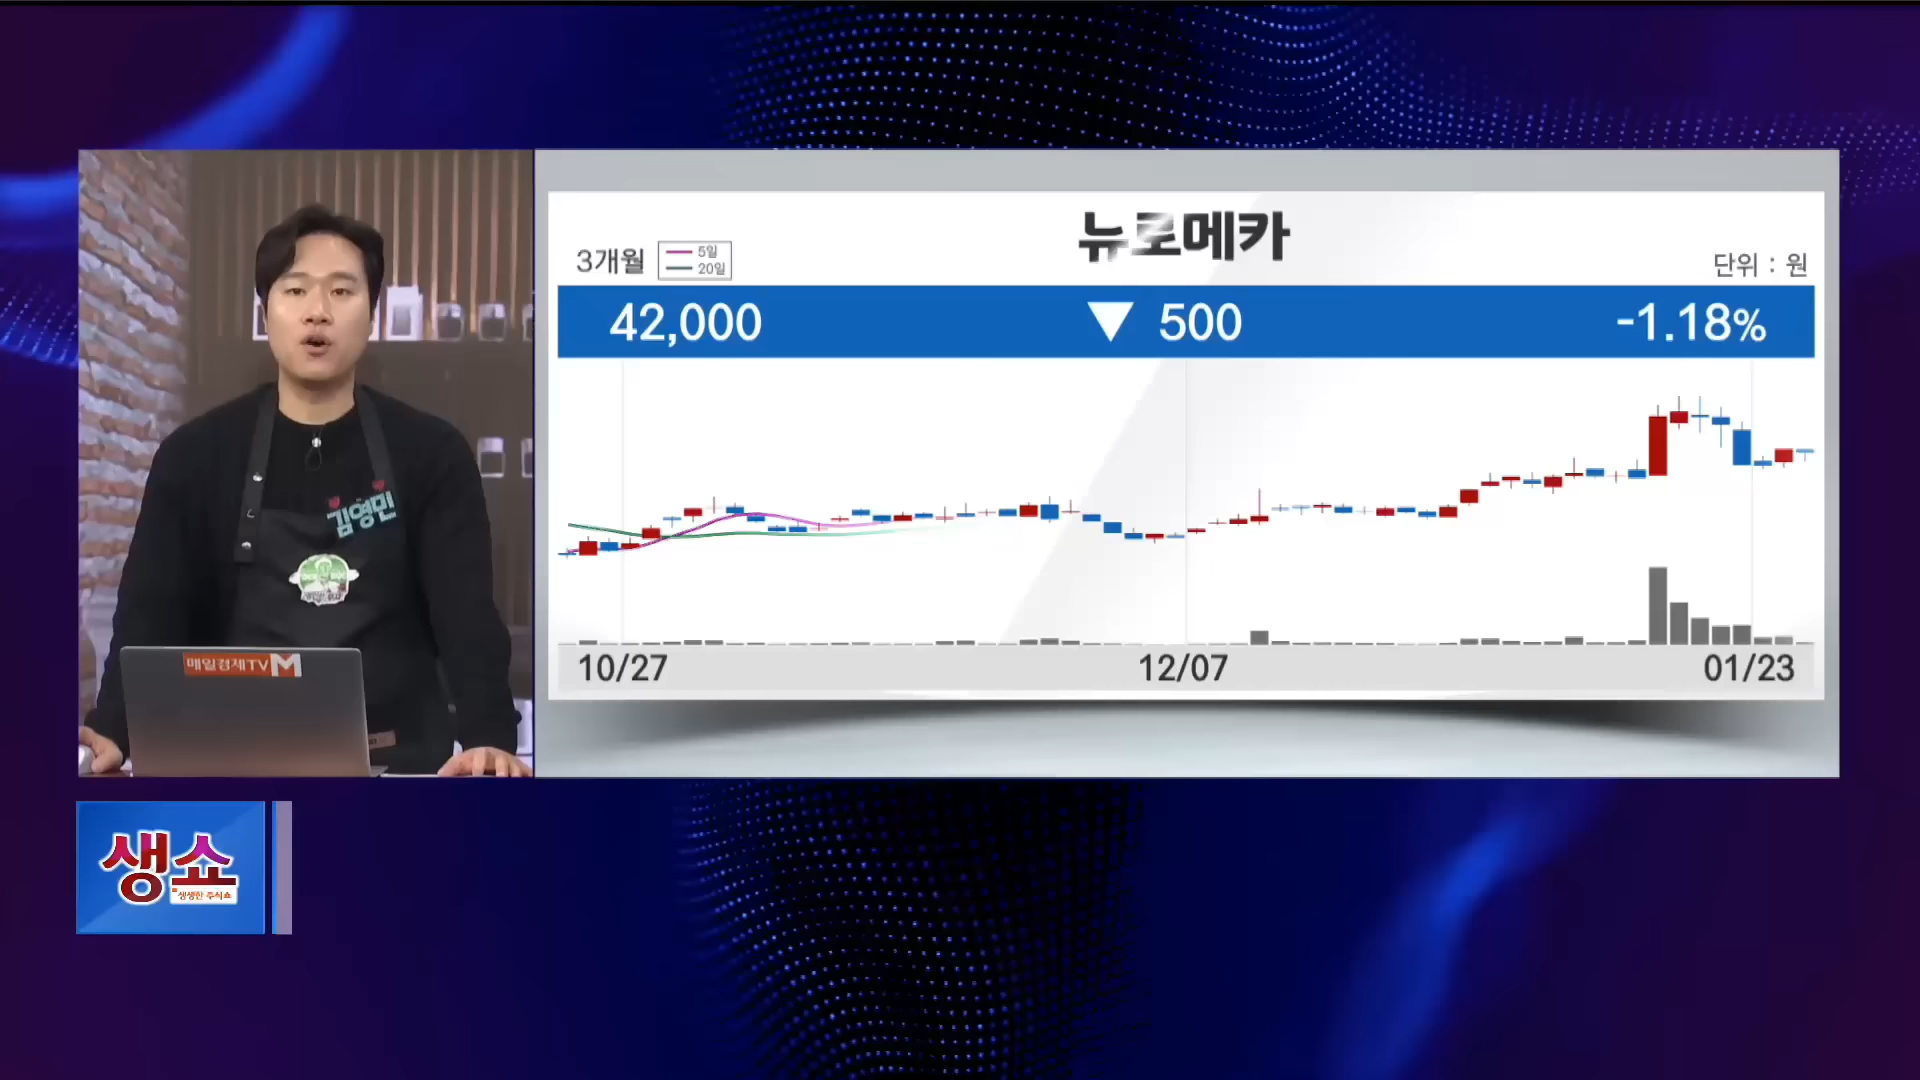 뉴로메카
3개월
5일
20일
단위 : 원
42,000 ▼ 500 -1.18%
김영민
매일경제TV M
10/27 12/07 01/23
생쇼
생생한 주식쇼